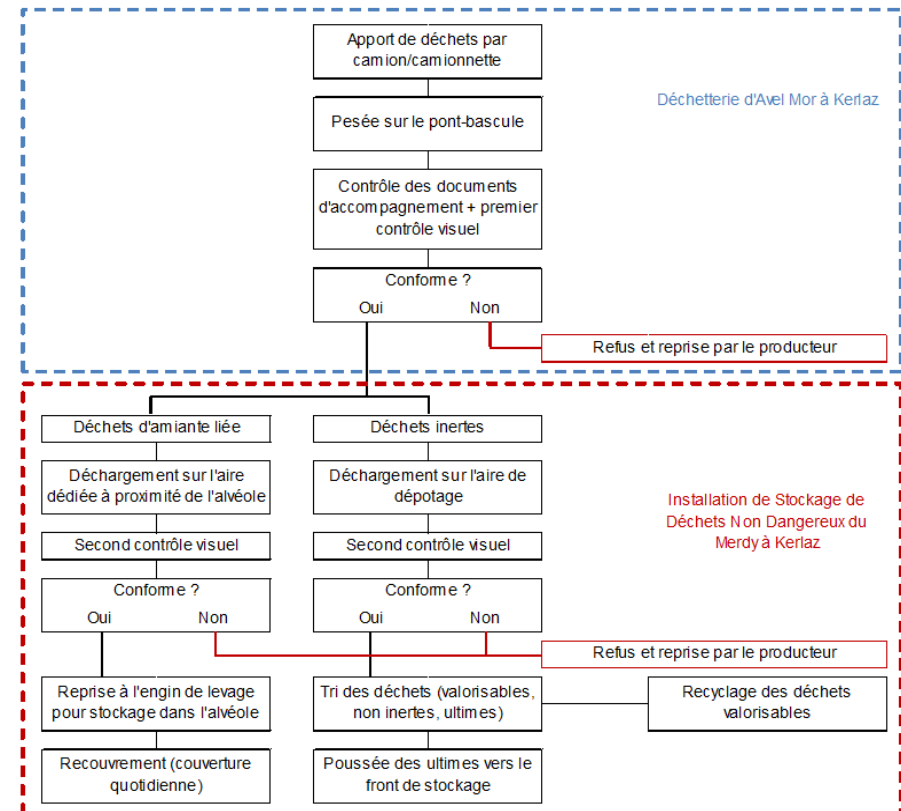 Apport de déchets par
camion/camionnette
Déchetterie d'Avel Mor à Kerlaz
Pesée sur le pont-bascule
Contrôle des documents
d'accompagnement + premier
contrôle visuel
Conforme ?
Oui Non
Refus et reprise par le producteur
Déchets d'amiante liée
Déchets inertes
Déchargement sur l'aire
dédiée à proximité de l'alvéole
Déchargement sur l'aire de
dépotage
Installation de Stockage de
Déchets Non Dangereux du
Merdy à Kerlaz
Second contrôle visuel
Second contrôle visuel
Conforme ?
Oui Non
Conforme ?
Oui Non
Refus et reprise par le producteur
Reprise à l'engin de levage
pour stockage dans l'alvéole
Tri des déchets (valorisables,
non inertes, ultimes)
Recyclage des déchets
valorisables
Recouvrement (couverture
quotidienne)
Poussée des ultimes vers le
front de stockage